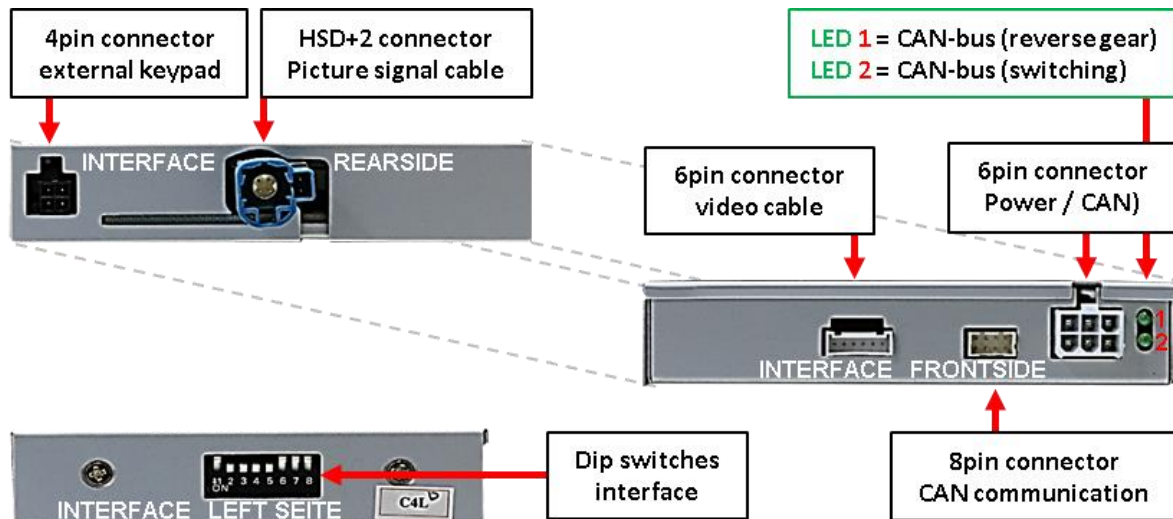 4pin connector
external keypad
HSD+2 connector
Picture signal cable
LED 1 = CAN-bus (reverse gear)
LED 2 = CAN-bus (switching)
INTERFACE REARSIDE
6pin connector
video cable
6pin connector
Power / CAN)
1
2
INTERFACE FRONTSIDE
Dip switches
interface
8pin connector
CAN communication
1 2 3 4 5 6 7 8
ON
C4L
INTERFACE LEFT SEITE